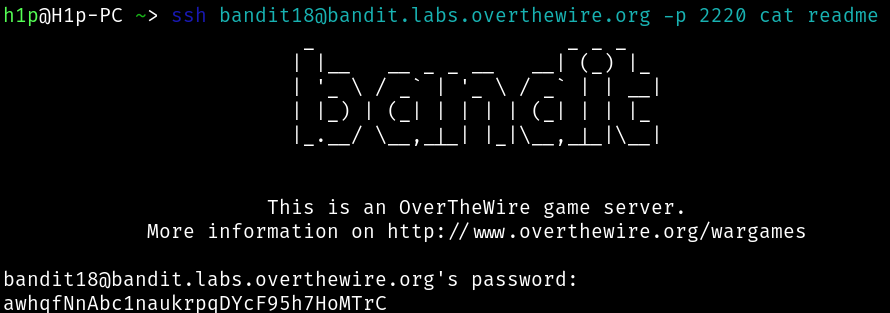 h1p@H1p-PC ~> ssh bandit18@bandit.labs.overthewire.org -p 2220 cat readme
bandit
This is an OverTheWire game server.
More information on http://www.overthewire.org/wargames
bandit18@bandit.labs.overthewire.org's password:
awhqfNnAbc1naukrpqDYcF95h7HoMTrC